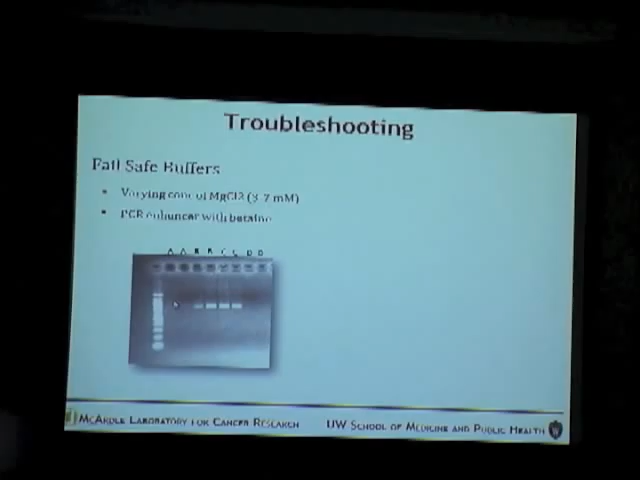 Troubleshooting
Fail Safe Buffers
• Varying conc of MgCl2 (3-7 mM)
• PCR enhancer with betaine
A A B B C C D D
MCARDLE LABORATORY FOR CANCER RESEARCH
UW SCHOOL OF MEDICINE AND PUBLIC HEALTH